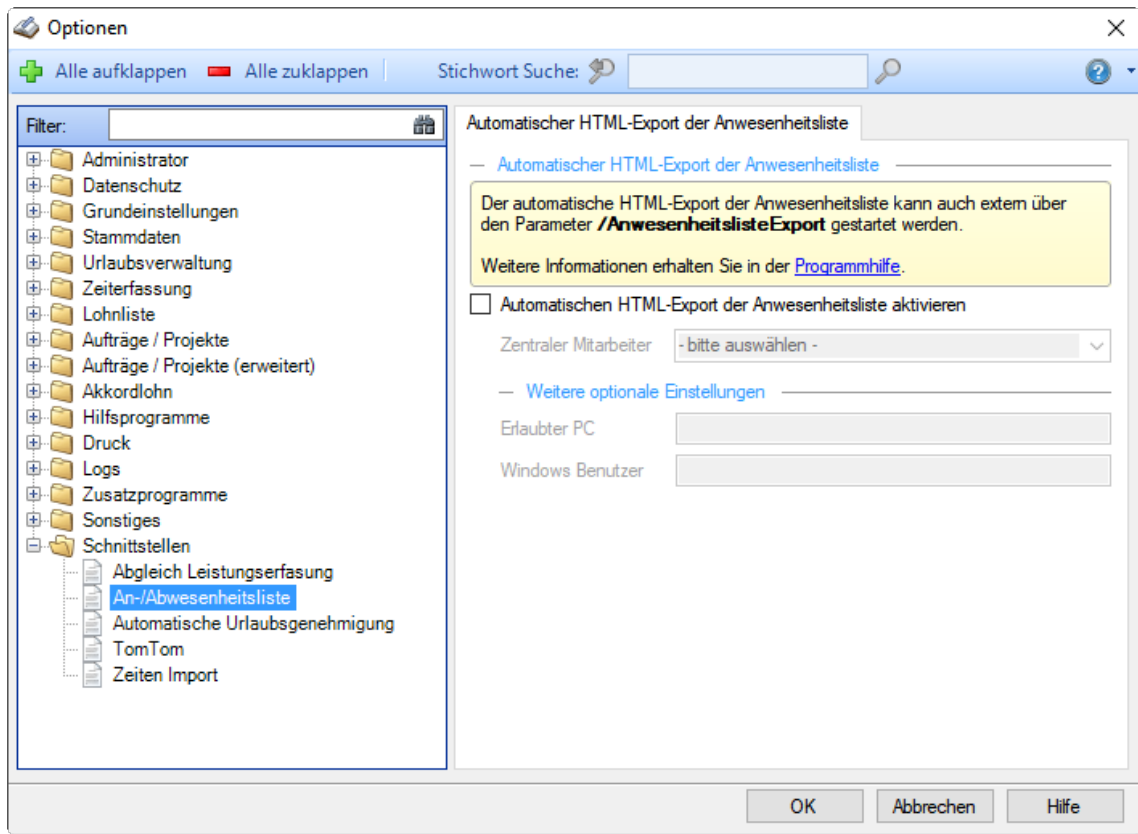 Optionen
Alle aufklappen Alle zuklappen Stichwort Suche:
Filter:
Administrator
Datenschutz
Grundeinstellungen
Stammdaten
Urlaubsverwaltung
Zeiterfassung
Lohnliste
Aufträge / Projekte
Aufträge / Projekte (erweitert)
Akkordlohn
Hilfsprogramme
Druck
Logs
Zusatzprogramme
Sonstiges
Schnittstellen
Abgleich Leistungserfasung
An-/Abwesenheitsliste
Automatische Urlaubsgenehmigung
TomTom
Zeiten Import
Automatischer HTML-Export der Anwesenheitsliste
Automatischer HTML-Export der Anwesenheitsliste
Der automatische HTML-Export der Anwesenheitsliste kann auch extern über
den Parameter /AnwesenheitslisteExport gestartet werden.
Weitere Informationen erhalten Sie in der Programmhilfe.
Automatischen HTML-Export der Anwesenheitsliste aktivieren
Zentraler Mitarbeiter - bitte auswählen -
Weitere optionale Einstellungen
Erlaubter PC
Windows Benutzer
OK Abbrechen Hilfe